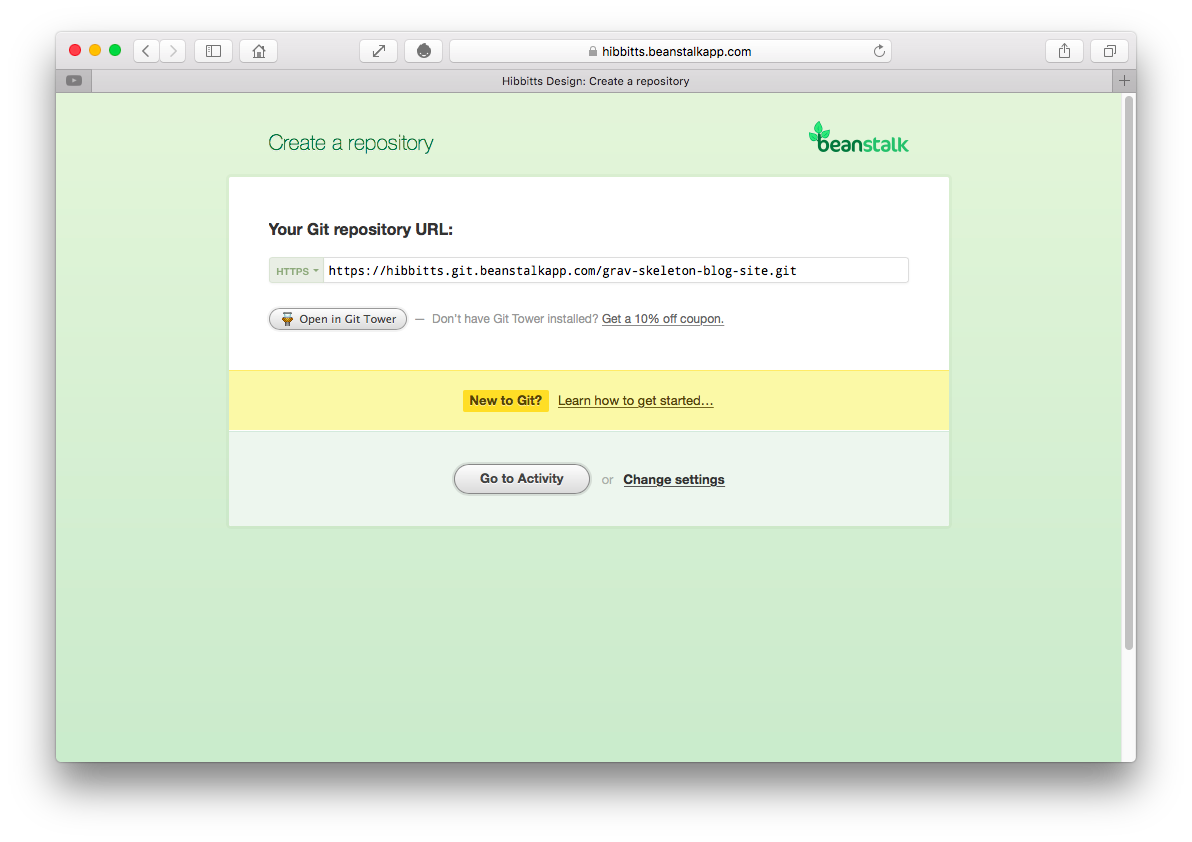 hibbitts.beanstalkapp.com
Hibbitts Design: Create a repository
Create a repository
beanstalk
Your Git repository URL:
HTTPS https://hibbitts.git.beanstalkapp.com/grav-skeleton-blog-site.git
Open in Git Tower — Don't have Git Tower installed? Get a 10% off coupon.
New to Git? Learn how to get started...
Go to Activity or Change settings